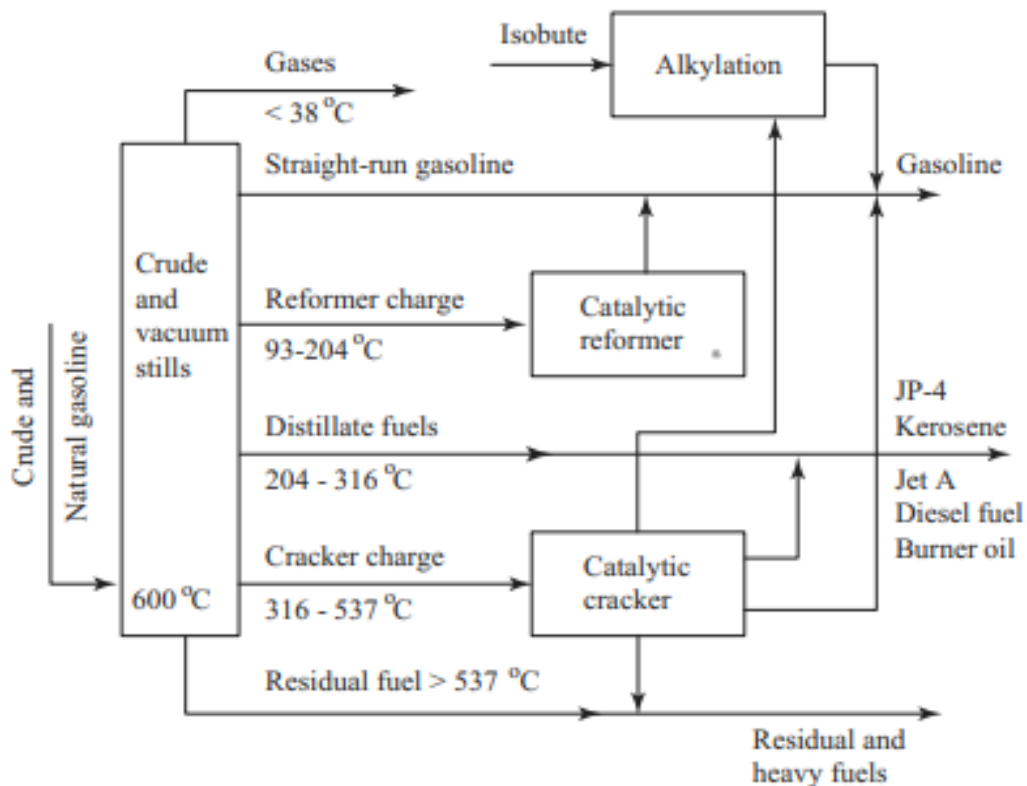 Isobute
Alkylation
Gases
< 38 °C
Straight-run gasoline
Gasoline
Crude
and
vacuum
stills
600 °C
Reformer charge
93-204 °C
Catalytic
reformer
Crude and
Natural gasoline
Distillate fuels
204 - 316 °C
JP-4
Kerosene
Jet A
Diesel fuel
Burner oil
Cracker charge
316 - 537 °C
Catalytic
cracker
Residual fuel > 537 °C
Residual and
heavy fuels